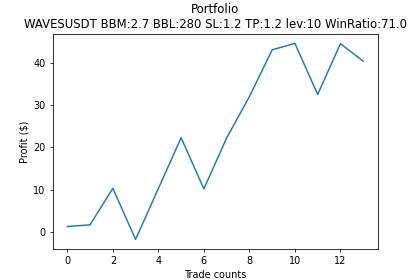 Portfolio
WAVESUSDT BBM:2.7 BBL:280 SL:1.2 TP:1.2 lev:10 WinRatio:71.0
40
30
20
10
0
Profit ($)
0 2 4 6 8 10 12
Trade counts